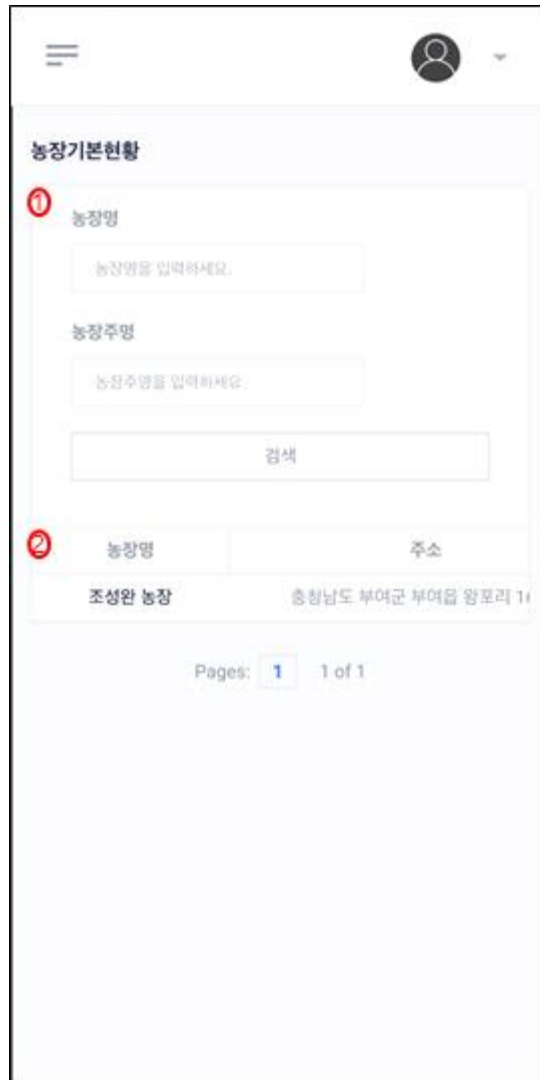 농장기본현황
①
농장명
농장명을 입력하세요.
농장주명
농장주명을 입력하세요.
검색
② 농장명 주소
조성완 농장 충청남도 부여군 부여읍 왕포리
Pages: 1 1 of 1